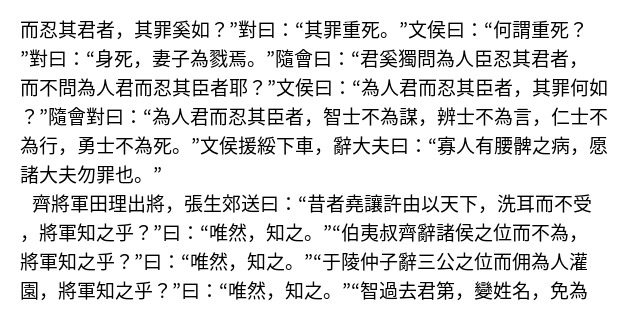 而忍其君者，其罪奚如？”對曰：“其罪重死。”文侯曰：“何謂重死？
”對曰：“身死，妻子為戮焉。”隨會曰：“君奚獨問為人臣忍其君者，
而不問為人君而忍其臣者耶？”文侯曰：“為人君而忍其臣者，其罪何如
？”隨會對曰：“為人君而忍其臣者，智士不為謀，辨士不為言，仁士不
為行，勇士不為死。”文侯援綏下車，辭大夫曰：“寡人有腰髀之病，愿
諸大夫勿罪也。”
齊將軍田理出將，張生郊送曰：“昔者堯讓許由以天下，洗耳而不受
，將軍知之乎？”曰：“唯然，知之。”“伯夷叔齊辭諸侯之位而不為，
將軍知之乎？”曰：“唯然，知之。”“于陵仲子辭三公之位而佣為人灌
園，將軍知之乎？”曰：“唯然，知之。”“智過去君第，變姓名，免為